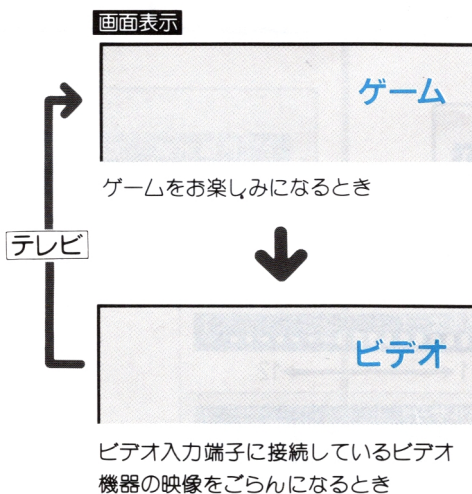 画面表示
ゲーム
ゲームをお楽しみになるとき
テレビ
ビデオ
ビデオ入力端子に接続しているビデオ
機器の映像をごらんになるとき